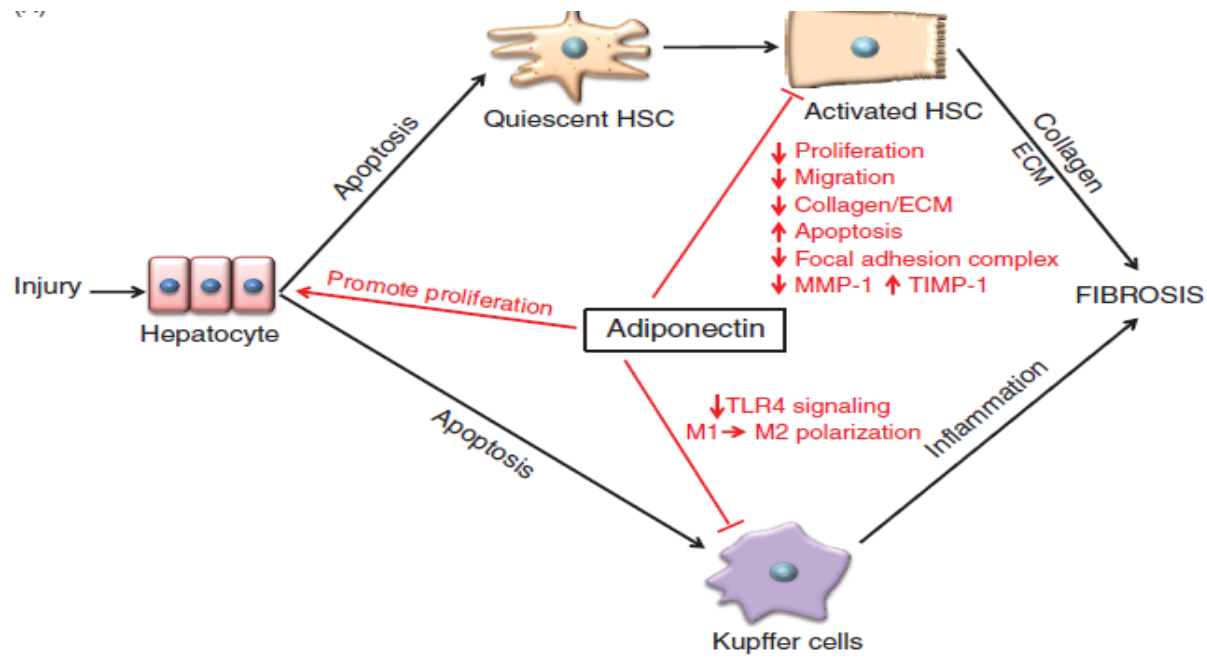 Quiescent HSC
Activated HSC
Apoptosis
Collagen
ECM
↓ Proliferation
↓ Migration
↓ Collagen/ECM
↑ Apoptosis
↓ Focal adhesion complex
↓ MMP-1 ↑ TIMP-1
Injury
Hepatocyte
Promote proliferation
Adiponectin
FIBROSIS
↓TLR4 signaling
M1→ M2 polarization
Apoptosis
Inflammation
Kupffer cells